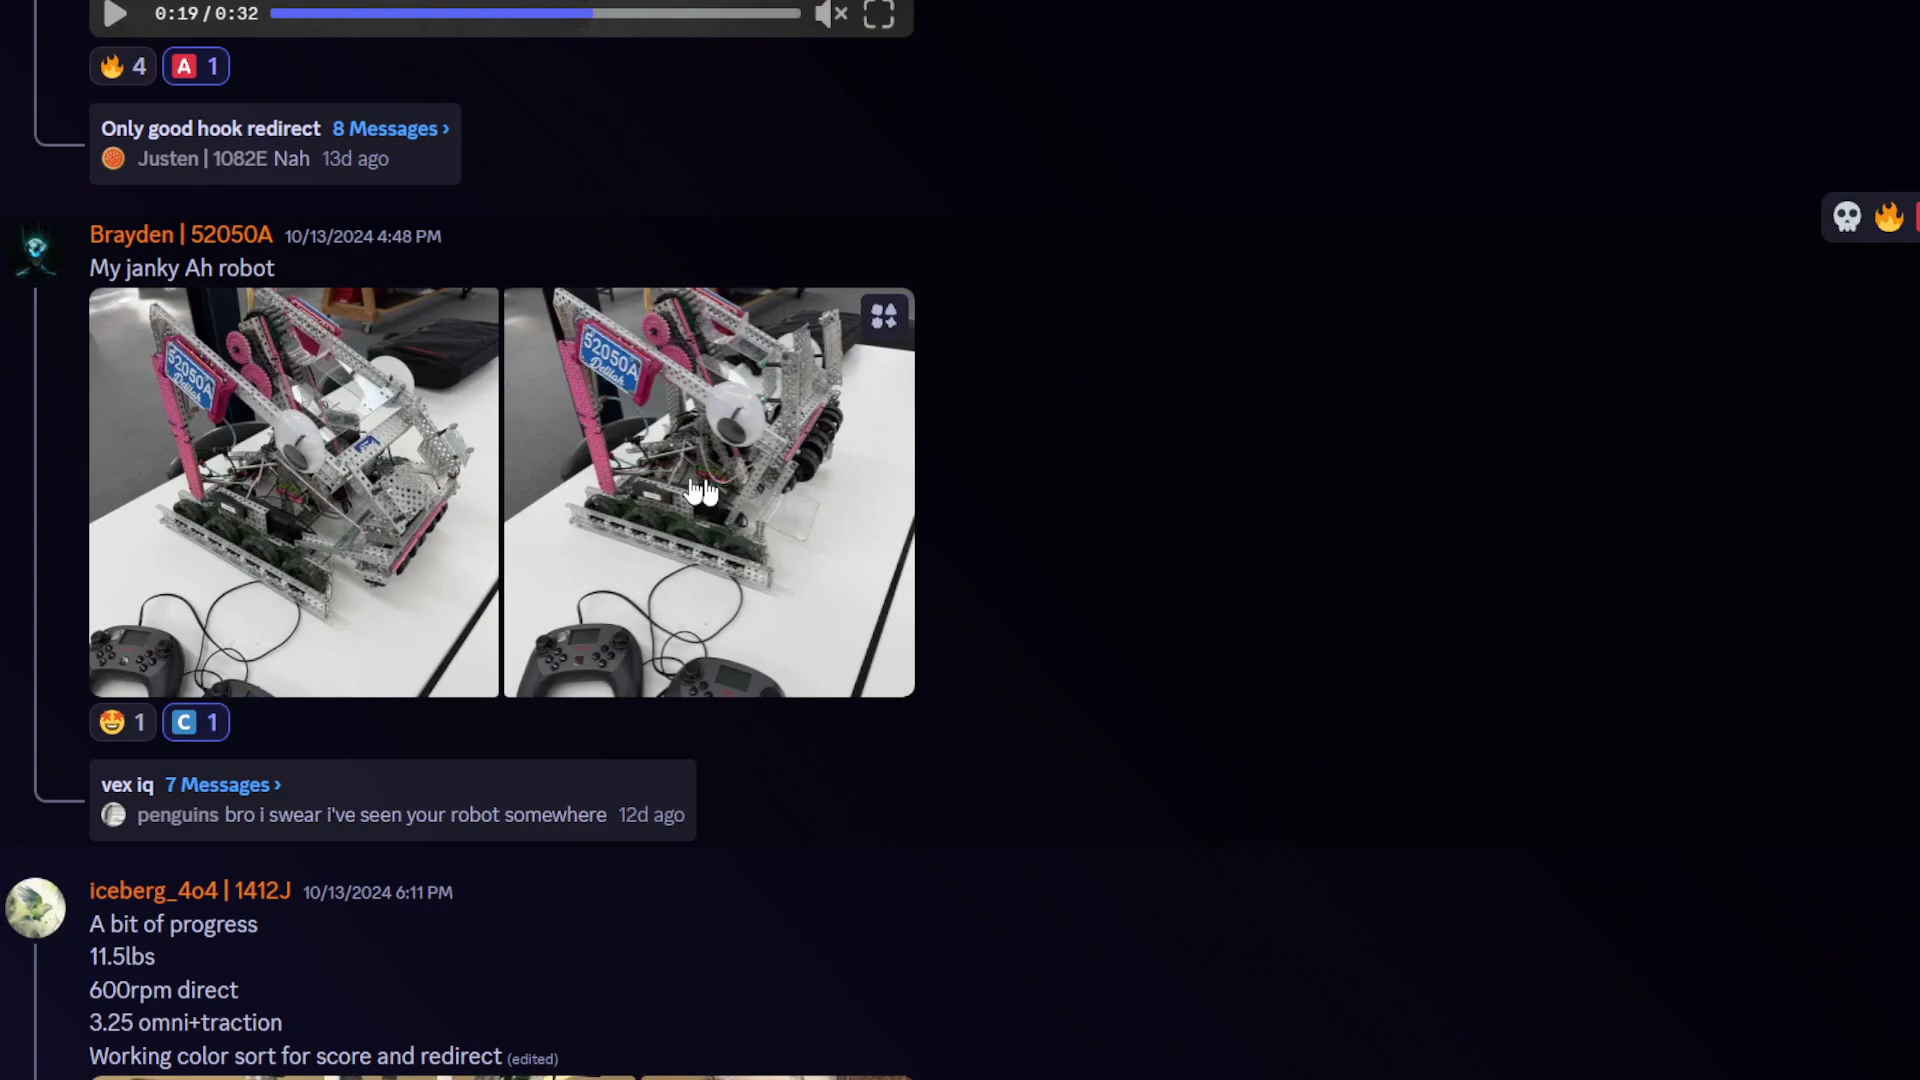 0:19/0:32
4
A 1
Only good hook redirect 8 Messages ›
Justen | 1082E Nah 13d ago
Brayden | 52050A 10/13/2024 4:48 PM
My janky Ah robot
52050A
Delilah
52050A
Delilah
1
C 1
vex iq 7 Messages ›
penguins bro i swear i've seen your robot somewhere 12d ago
iceberg_4o4 | 1412J 10/13/2024 6:11 PM
A bit of progress
11.5lbs
600rpm direct
3.25 omni+traction
Working color sort for score and redirect (edited)